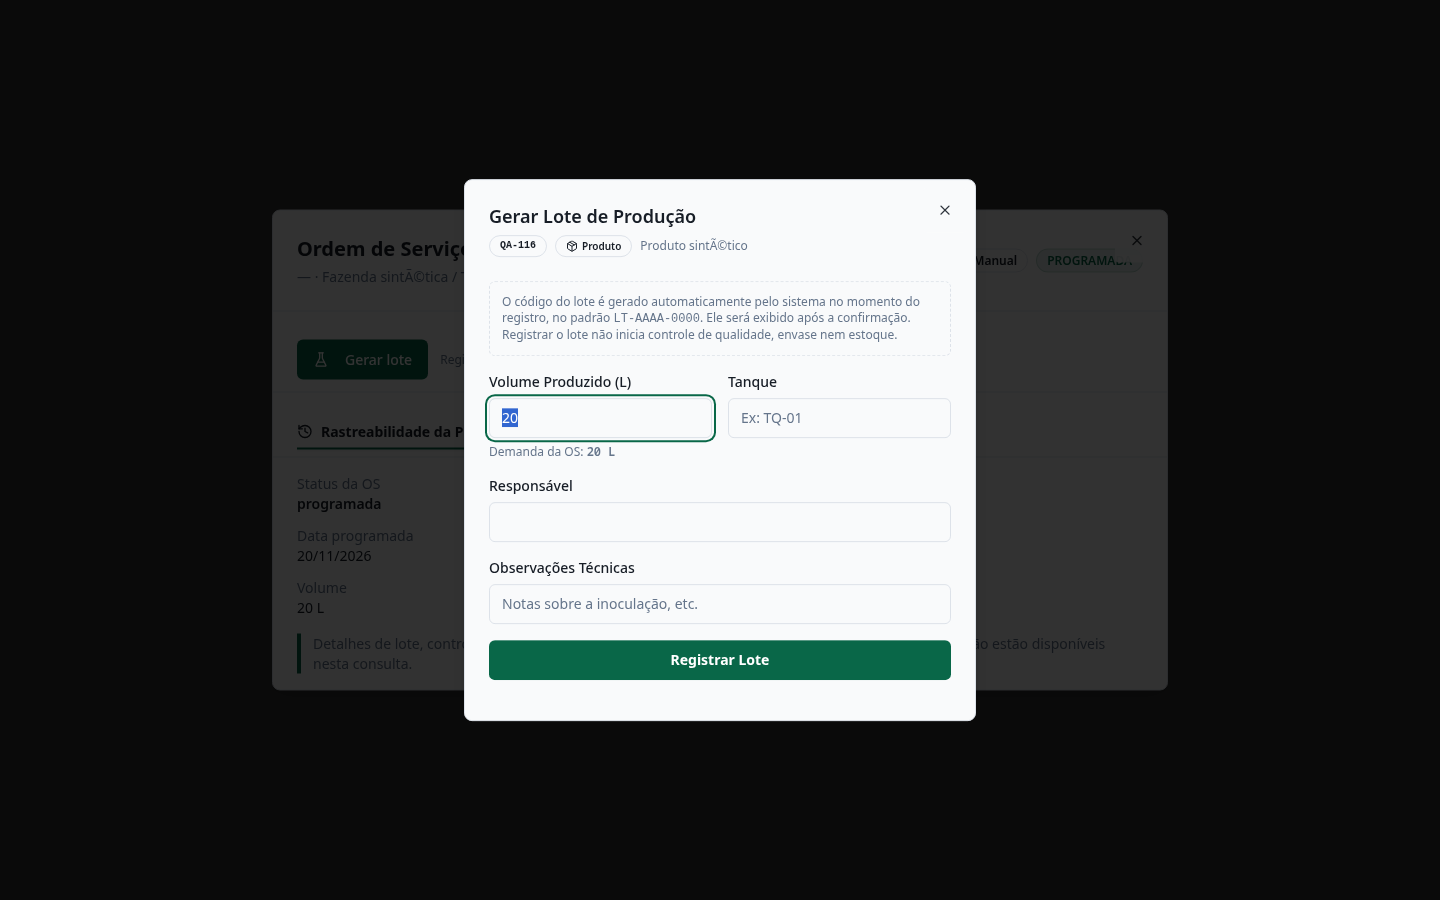 Gerar Lote de Produção
QA-116 Produto Produto sintÃ©tico
O código do lote é gerado automaticamente pelo sistema no momento do
registro, no padrão LT-AAAA-0000. Ele será exibido após a confirmação.
Registrar o lote não inicia controle de qualidade, envase nem estoque.
Volume Produzido (L)
Tanque
20
Ex: TQ-01
Demanda da OS: 20 L
Responsável
Observações Técnicas
Notas sobre a inoculação, etc.
Registrar Lote
Ordem de Serviço
— · Fazenda sintÃ©tica /
Manual
PROGRAMADA
Gerar lote
Rastreabilidade da
Status da OS
programada
Data programada
20/11/2026
Volume
20 L
Detalhes de lote,
estão disponíveis
nesta consulta.